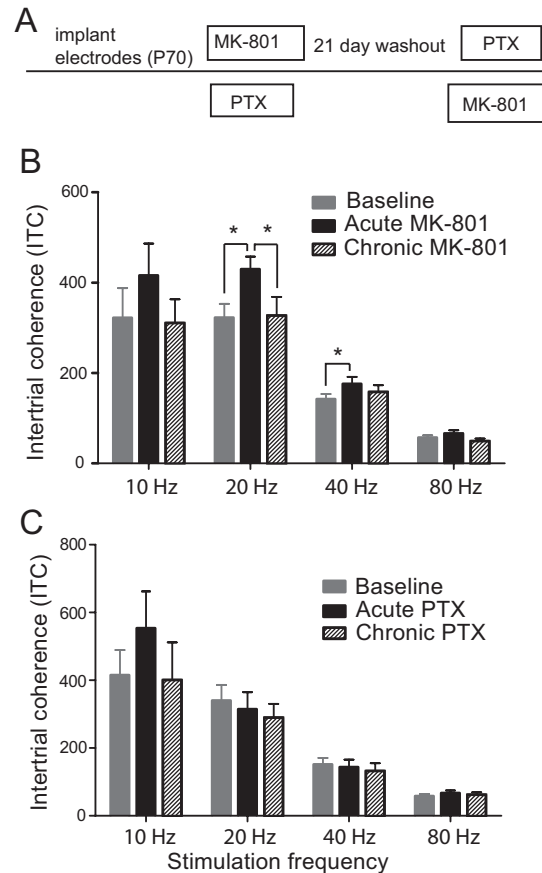 A
implant electrodes (P70)
MK-801
21 day washout
PTX
PTX
MK-801
B
Intertrial coherence (ITC)
600
400
200
0
Baseline
Acute MK-801
Chronic MK-801
* *
*
10 Hz 20 Hz 40 Hz 80 Hz
C
Intertrial coherence (ITC)
800
600
400
200
0
Baseline
Acute PTX
Chronic PTX
10 Hz 20 Hz 40 Hz 80 Hz
Stimulation frequency